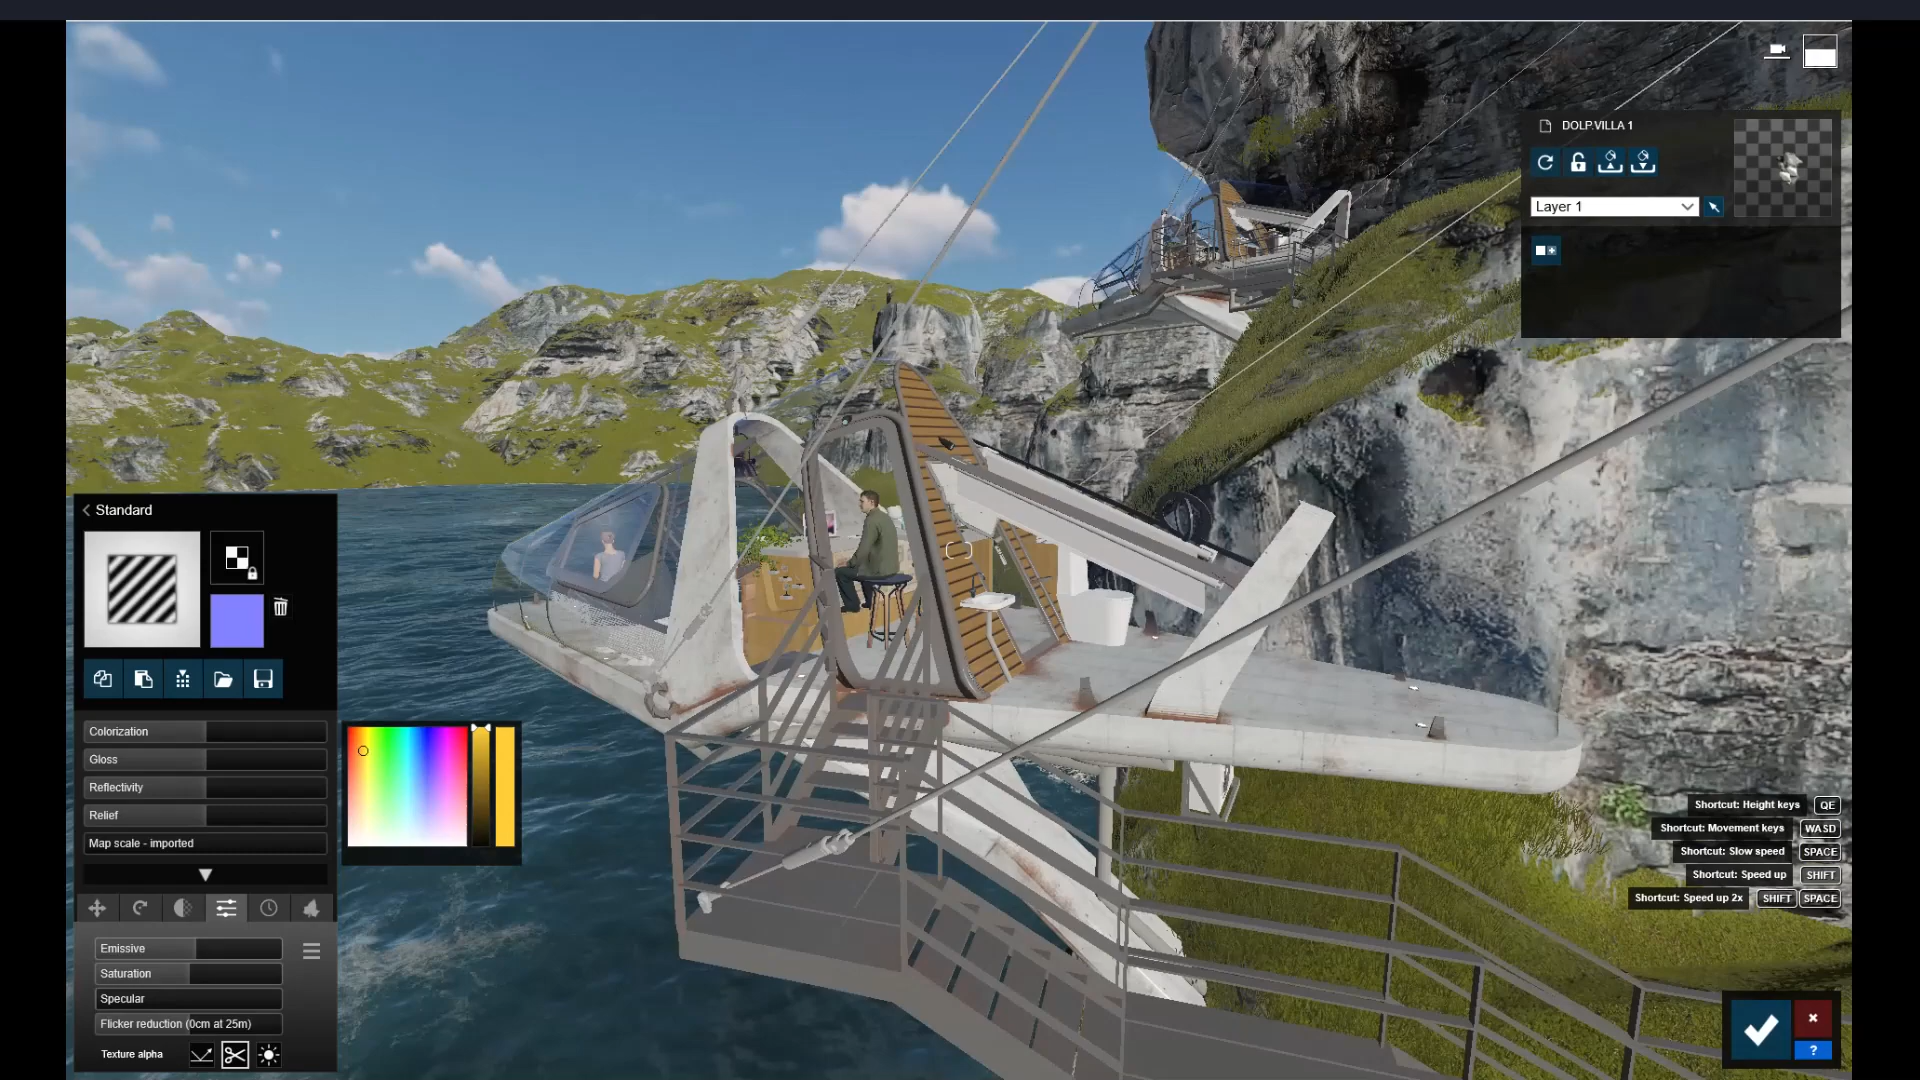 DOLP.VILLA 1
Layer 1
Standard
Colorization
Gloss
Reflectivity
Relief
Map scale - imported
Emissive
Saturation
Specular
Flicker reduction (0cm at 25m)
Texture alpha
Shortcut: Height keys QE
Shortcut: Movement keys WASD
Shortcut: Slow speed SPACE
Shortcut: Speed up SHIFT
Shortcut: Speed up 2x SHIFT SPACE
?